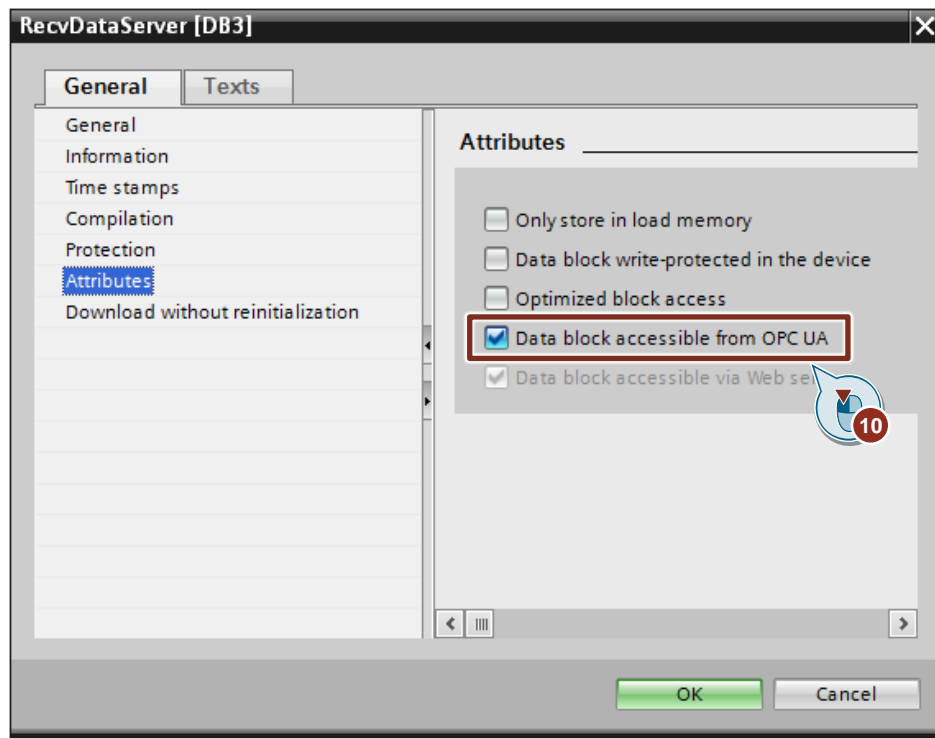 RecvDataServer [DB3]
General
Texts
General
Information
Time stamps
Compilation
Protection
Attributes
Download without reinitialization
Attributes
Only store in load memory
Data block write-protected in the device
Optimized block access
Data block accessible from OPC UA
Data block accessible via Web
10
OK
Cancel